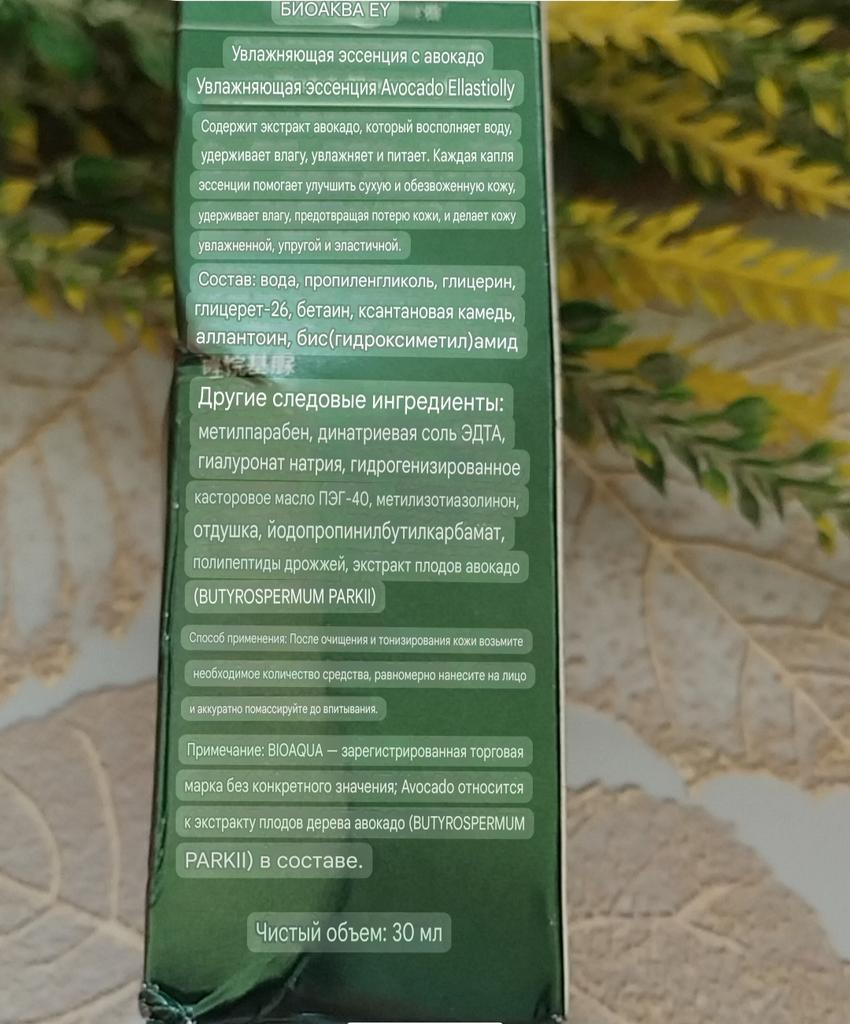 БИОАКВА EY
Увлажняющая эссенция с авокадо
Увлажняющая эссенция Avocado Ellastiolly
Содержит экстракт авокадо, который восполняет воду,
удерживает влагу, увлажняет и питает. Каждая капля
эссенции помогает улучшить сухую и обезвоженную кожу,
удерживает влагу, предотвращая потерю кожи, и делает кожу
увлажненной, упругой и эластичной.
Состав: вода, пропиленгликоль, глицерин,
глицерет-26, бетаин, ксантановая камедь,
аллантоин, бис(гидроксиметил)амид
Другие следовые ингредиенты:
метилпарабен, динатриевая соль ЭДТА,
гиалуронат натрия, гидрогенизированное
касторовое масло ПЭГ-40, метилизотиазолинон,
отдушка, йодопропинилбутилкарбамат,
полипептиды дрожжей, экстракт плодов авокадо
(BUTYROSPERMUM PARKII)
Способ применения: После очищения и тонизирования кожи возьмите
необходимое количество средства, равномерно нанесите на лицо
и аккуратно помассируйте до впитывания.
Примечание: BIOAQUA — зарегистрированная торговая
марка без конкретного значения; Avocado относится
к экстракту плодов дерева авокадо (BUTYROSPERMUM
PARKII) в составе.
Чистый объем: 30 мл